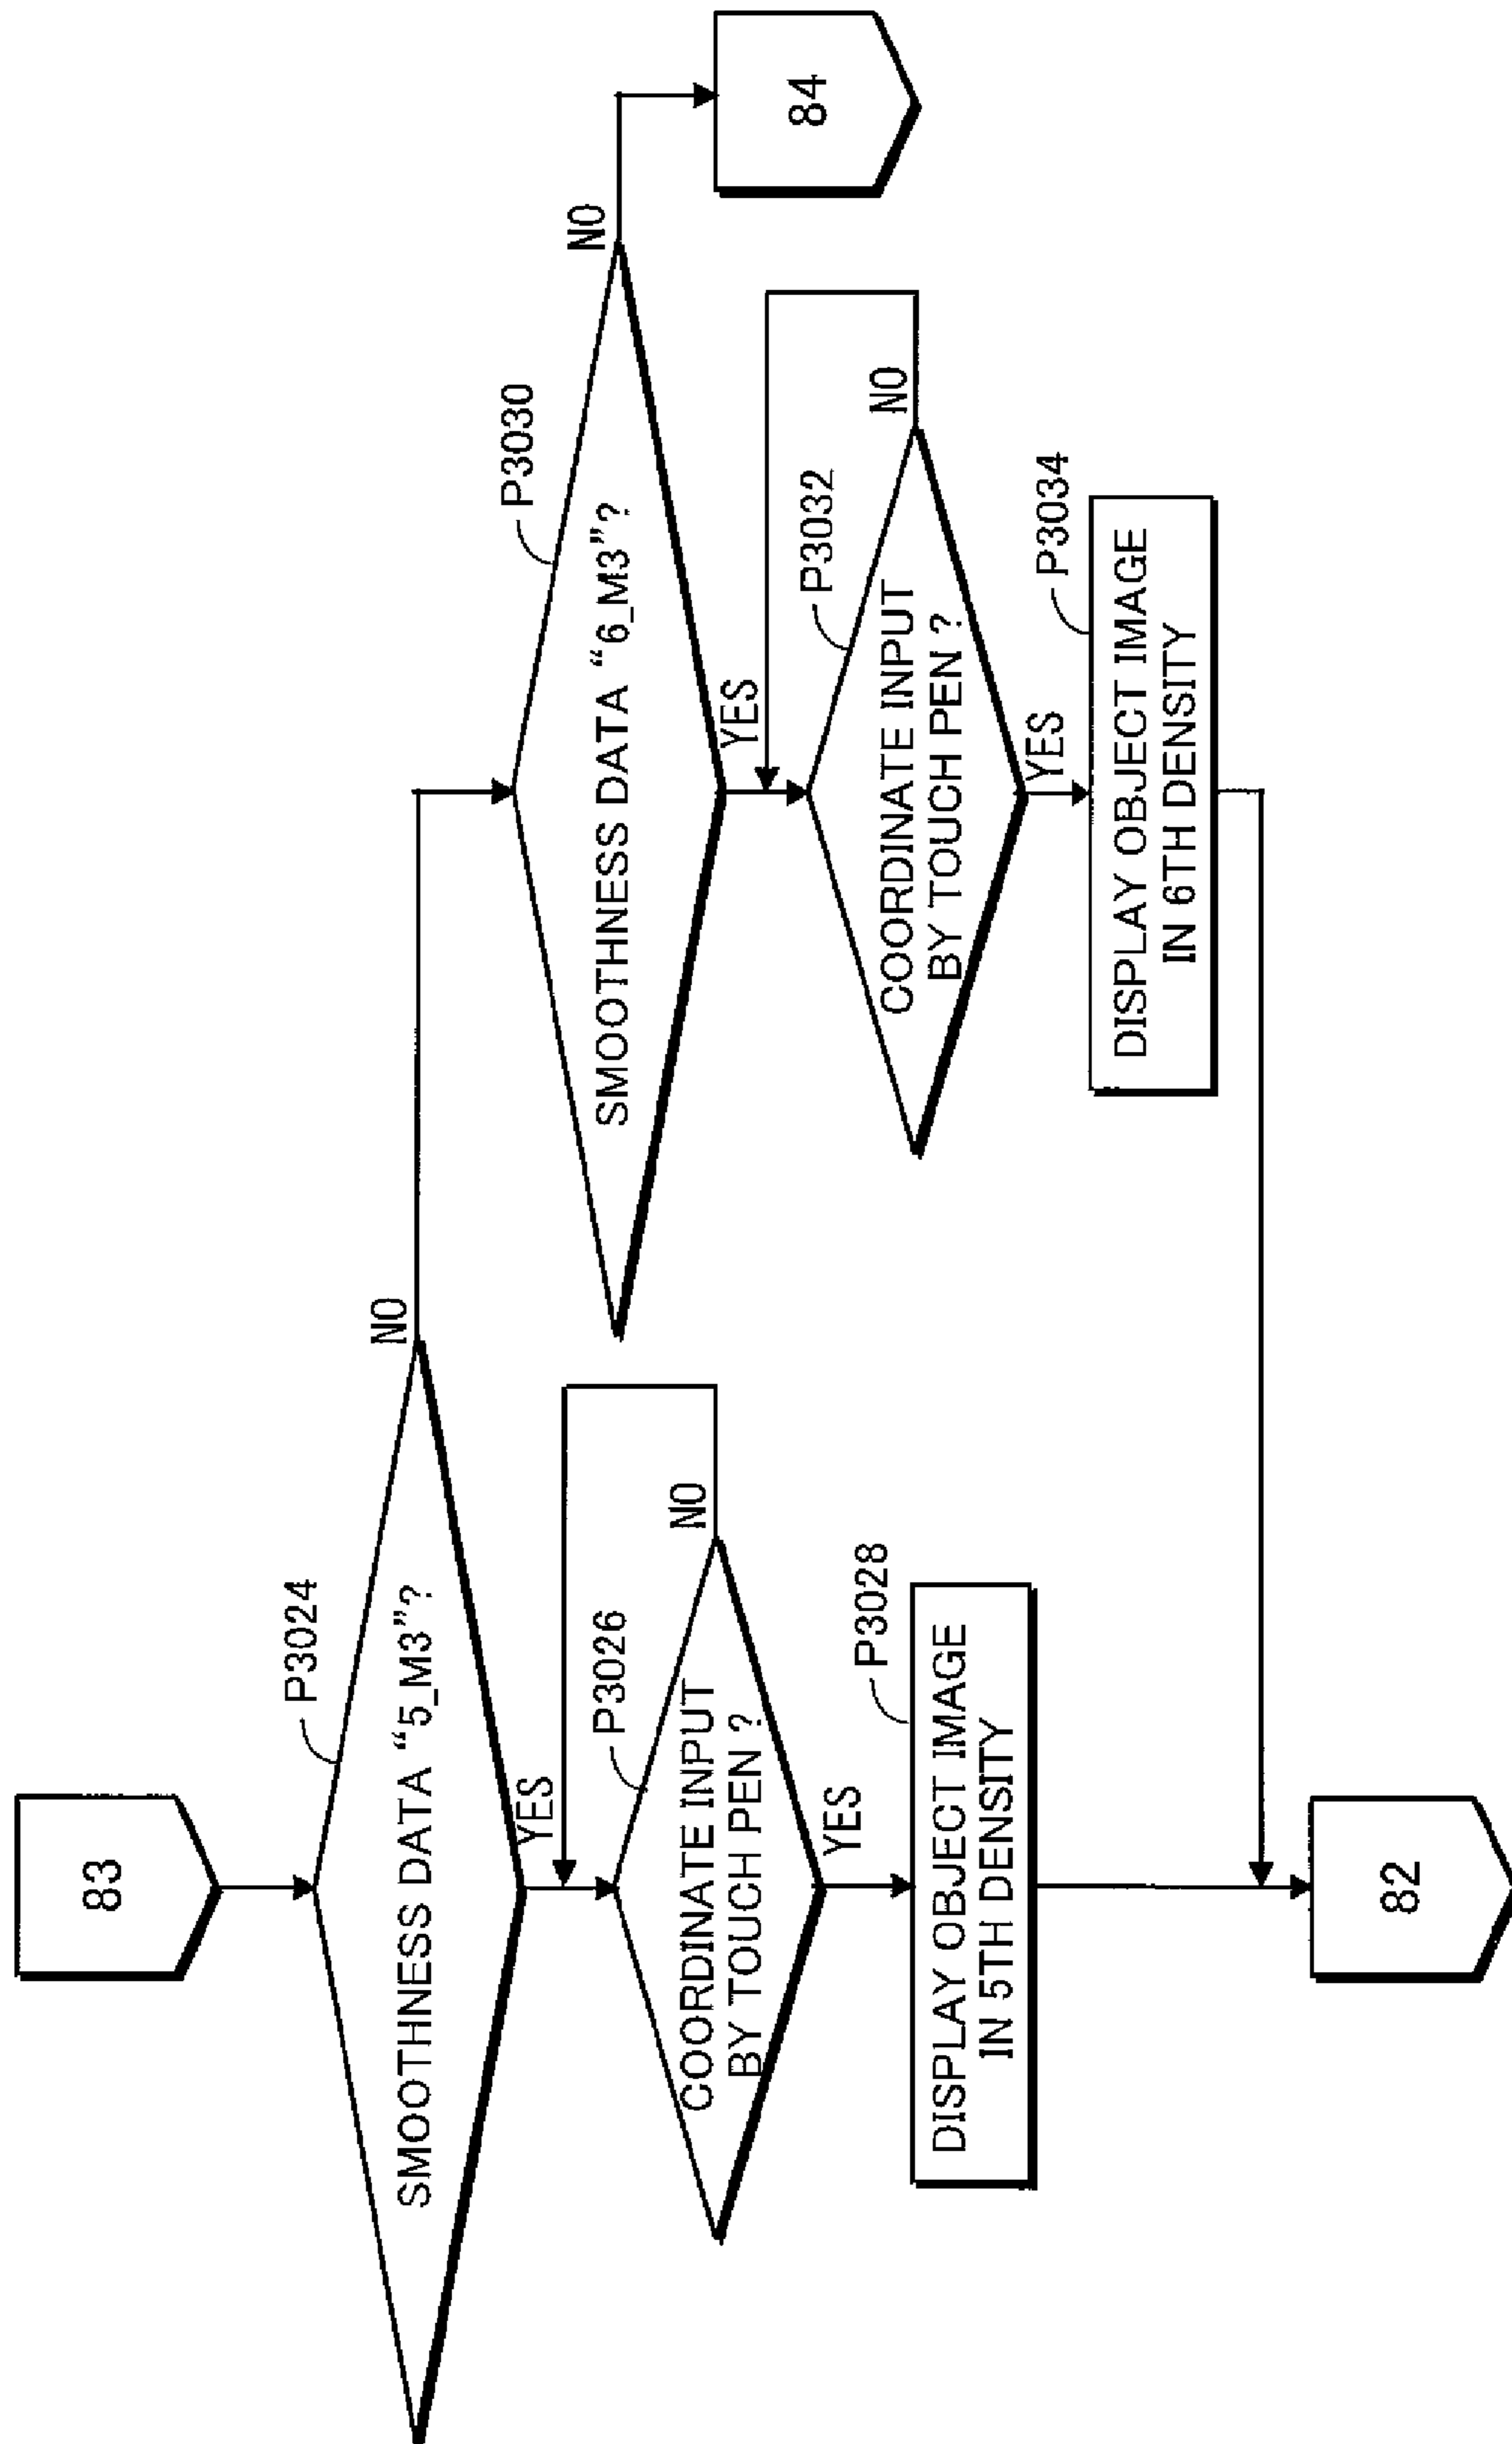 83
P3024
SMOOTHNESS DATA “5_M3”?
NO
YES
P3026
COORDINATE INPUT
BY TOUCH PEN ?
NO
YES
P3028
DISPLAY OBJECT IMAGE
IN 5TH DENSITY
82
P3030
SMOOTHNESS DATA “6_M3”?
NO
84
YES
P3032
COORDINATE INPUT
BY TOUCH PEN ?
NO
YES
P3034
DISPLAY OBJECT IMAGE
IN 6TH DENSITY